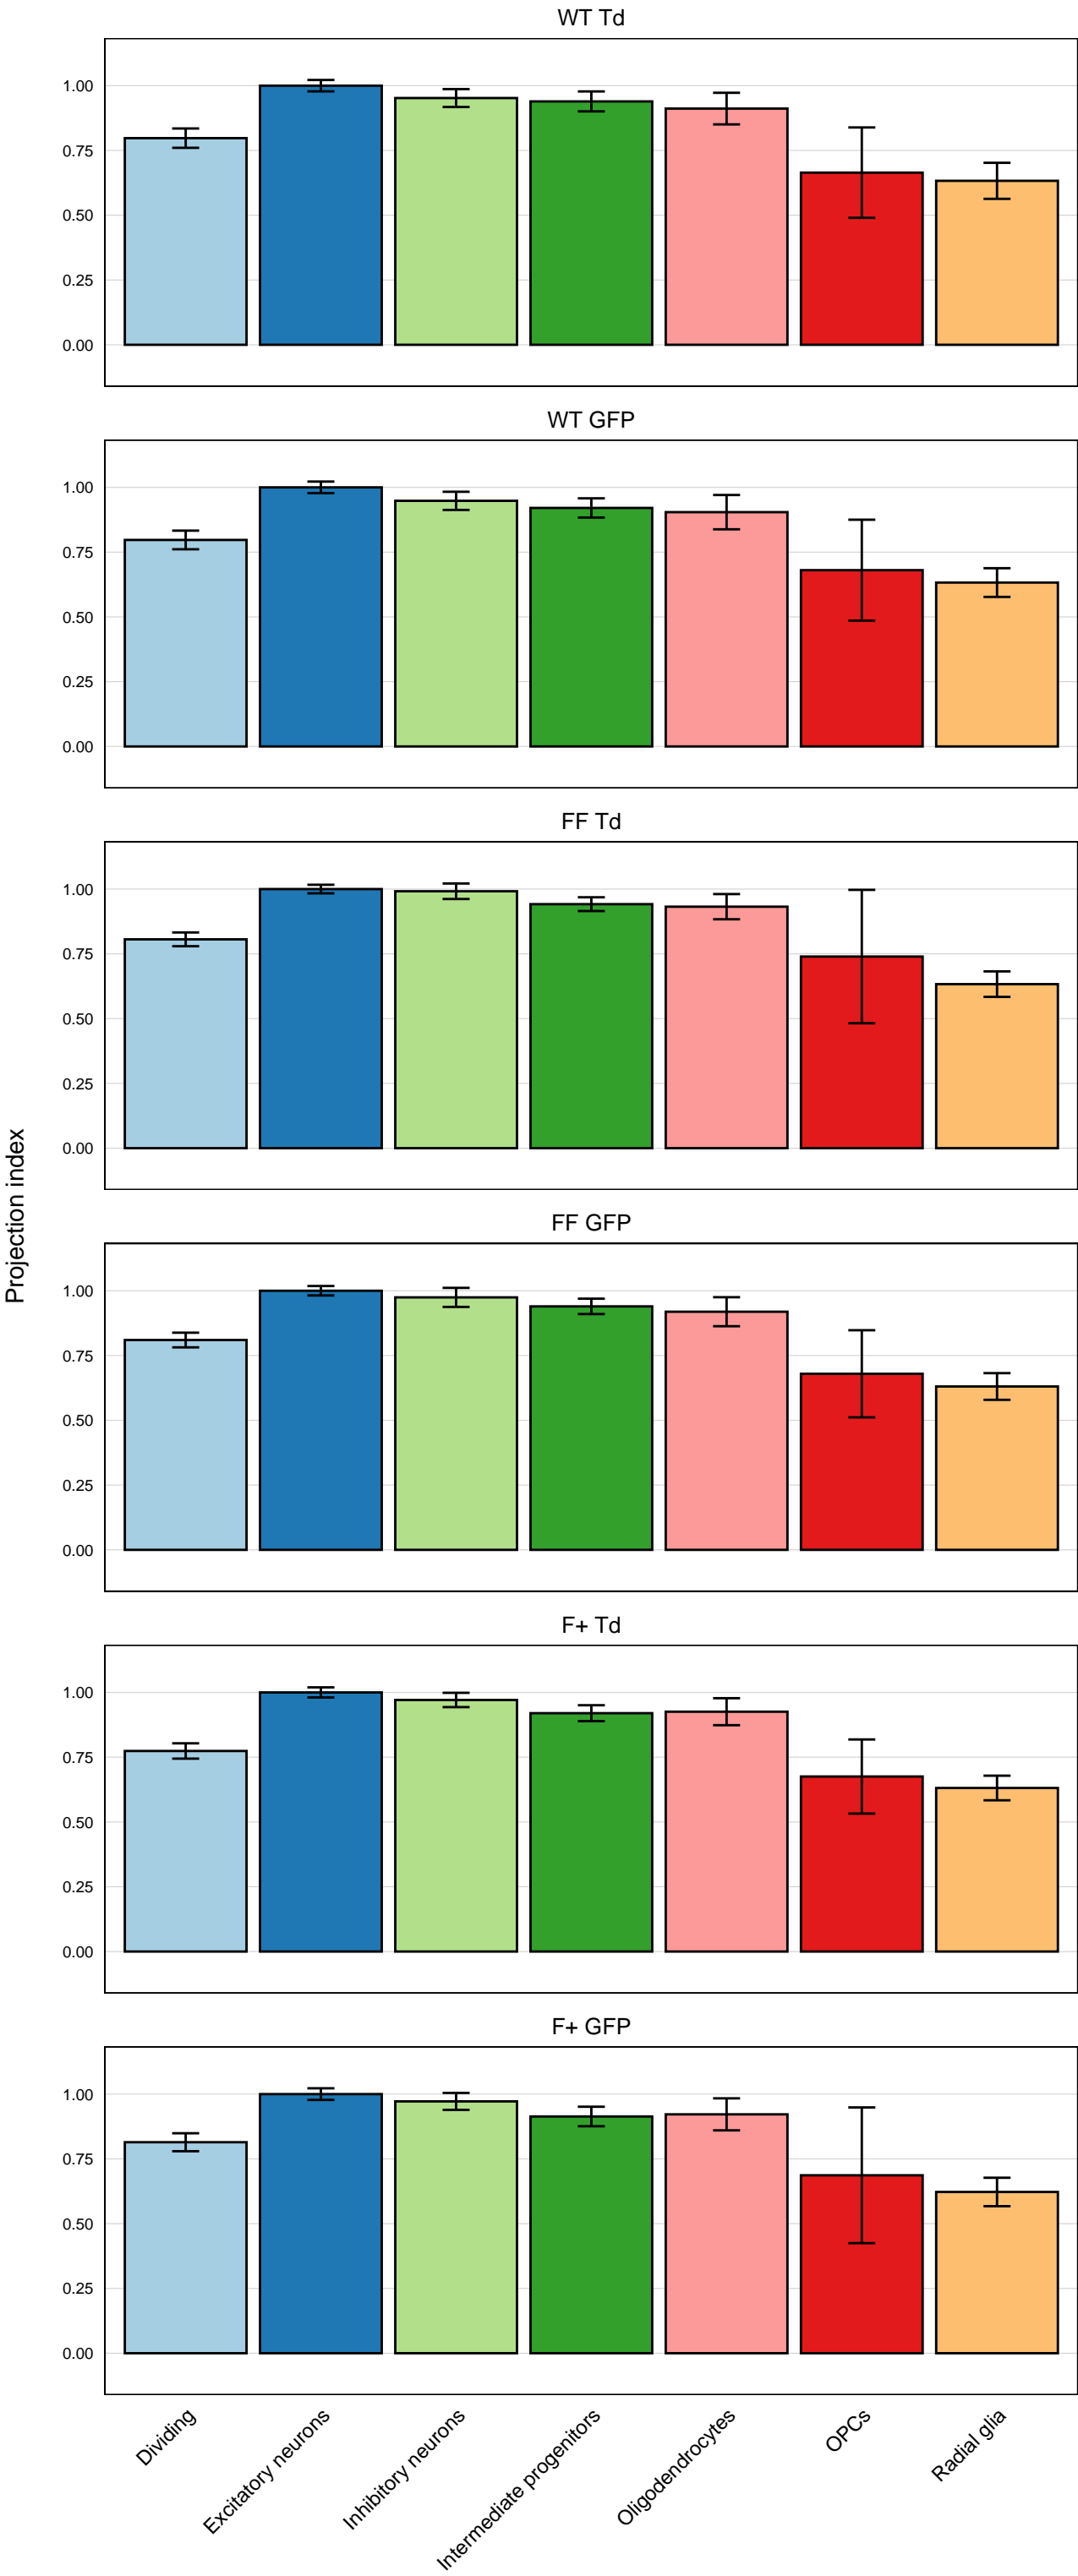 WT Td
1.00
0.75
0.50
0.25
0.00
WT GFP
1.00
0.75
0.50
0.25
0.00
FF Td
1.00
0.75
0.50
0.25
0.00
Projection index
FF GFP
1.00
0.75
0.50
0.25
0.00
F+ Td
1.00
0.75
0.50
0.25
0.00
F+ GFP
1.00
0.75
0.50
0.25
0.00
Dividing
Excitatory neurons
Inhibitory neurons
Intermediate progenitors
Oligodendrocytes
OPCs
Radial glia